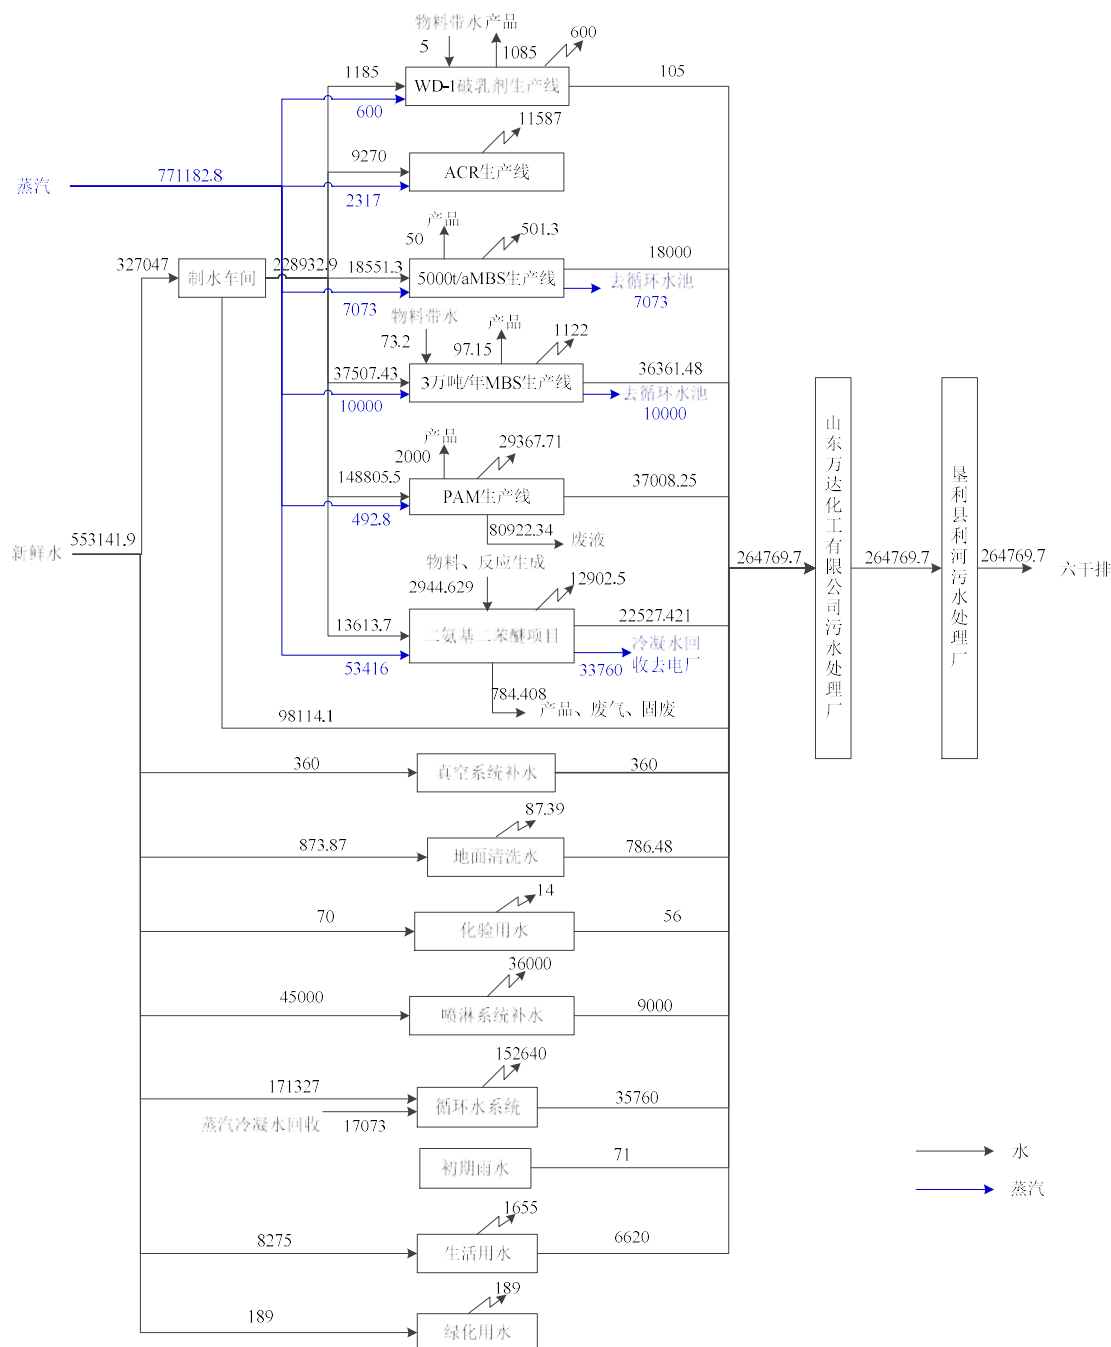 物料带水 产品
5
1085
600
1185
WD-1破乳剂生产线
105
600
11587
9270
ACR生产线
蒸汽
771182.8
2317
产品
50
501.3
327047
制水车间
228932.9
18551.3
5000t/aMBS生产线
18000
去循环水池
7073
7073
物料带水
产品
73.2
97.15
1122
37507.43
3万吨/年MBS生产线
36361.48
10000
去循环水池
10000
产品
2000
29367.71
148805.5
PAM生产线
37008.25
492.8
80922.34
废液
新鲜水
553141.9
物料、反应生成
2944.629
12902.5
13613.7
二氨基二苯醚项目
22527.421
53416
33760
冷凝水回
收去电厂
784.408
产品、废气、固废
98114.1
264769.7
山东万达化工有限公司污水处理厂
264769.7
垦利县利河污水处理厂
264769.7
六干排
360
真空系统补水
360
87.39
873.87
地面清洗水
786.48
14
70
化验用水
56
36000
45000
喷淋系统补水
9000
152640
171327
循环水系统
35760
蒸汽冷凝水回收
17073
初期雨水
71
水
蒸汽
1655
8275
生活用水
6620
189
189
绿化用水